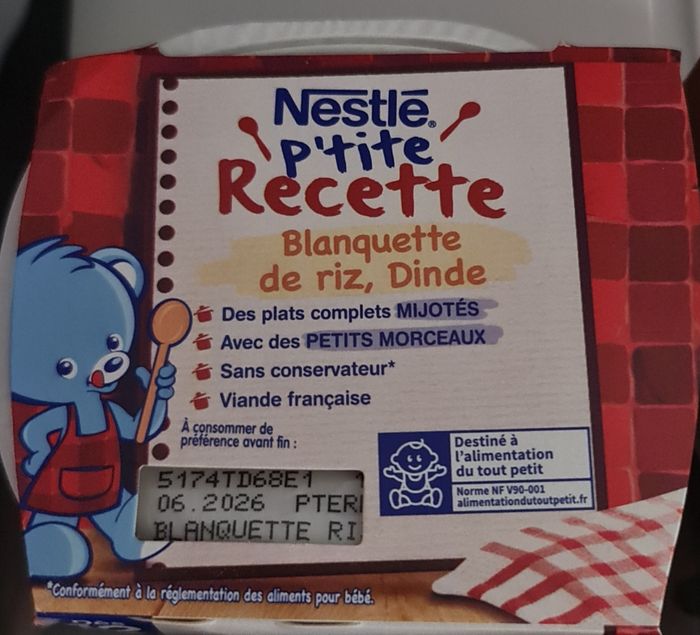 Nestlé®
p'tite
Recette
Blanquette
de riz, Dinde
Des plats complets MIJOTÉS
Avec des PETITS MORCEAUX
Sans conservateur*
Viande française
À consommer de
préférence avant fin :
5174TD68E1
06.2026 PTER
BLANQUETTE RI
Destiné à
l'alimentation
du tout petit
Norme NF V90-001
alimentationdutoutpetit.fr
*Conformément à la réglementation des aliments pour bébé.